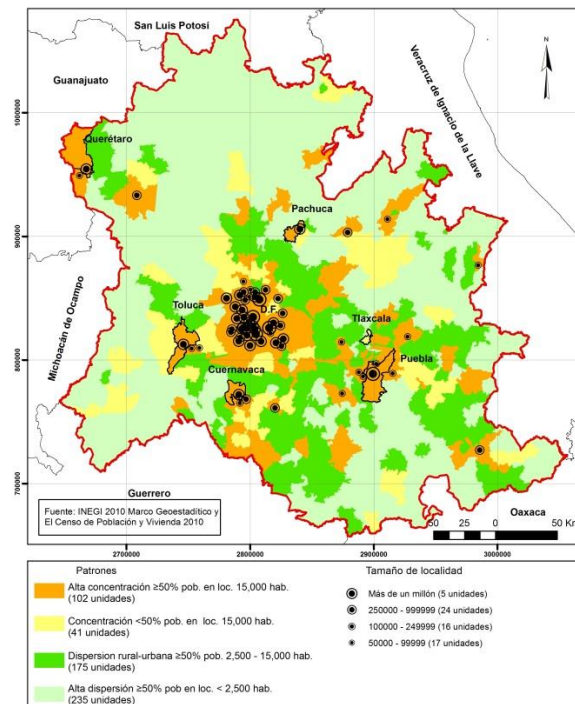 San Luis Potosí
Guanajuato
Veracruz de Ignacio de la Llave
N
Querétaro
Pachuca
Michoacán de Ocampo
Toluca
D.F.
Tlaxcala
Puebla
Cuernavaca
Guerrero
Oaxaca
Fuente: INEGI 2010 Marco Geoestadítico y
El Censo de Población y Vivienda 2010
50 25 0 50 Km
1000000
900000
800000
700000
2700000 2800000 2900000 3000000
Patrones
Alta concentración ≥50% pob. en loc. 15,000 hab.
(102 unidades)
Concentración <50% pob. en loc. 15,000 hab.
(41 unidades)
Dispersion rural-urbana ≥50% pob. 2,500 - 15,000 hab.
(175 unidades)
Alta dispersión ≥50% pob en loc. < 2,500 hab.
(235 unidades)
Tamaño de localidad
Más de un millón (5 unidades)
250000 - 999999 (24 unidades)
100000 - 249999 (16 unidades)
50000 - 99999 (17 unidades)